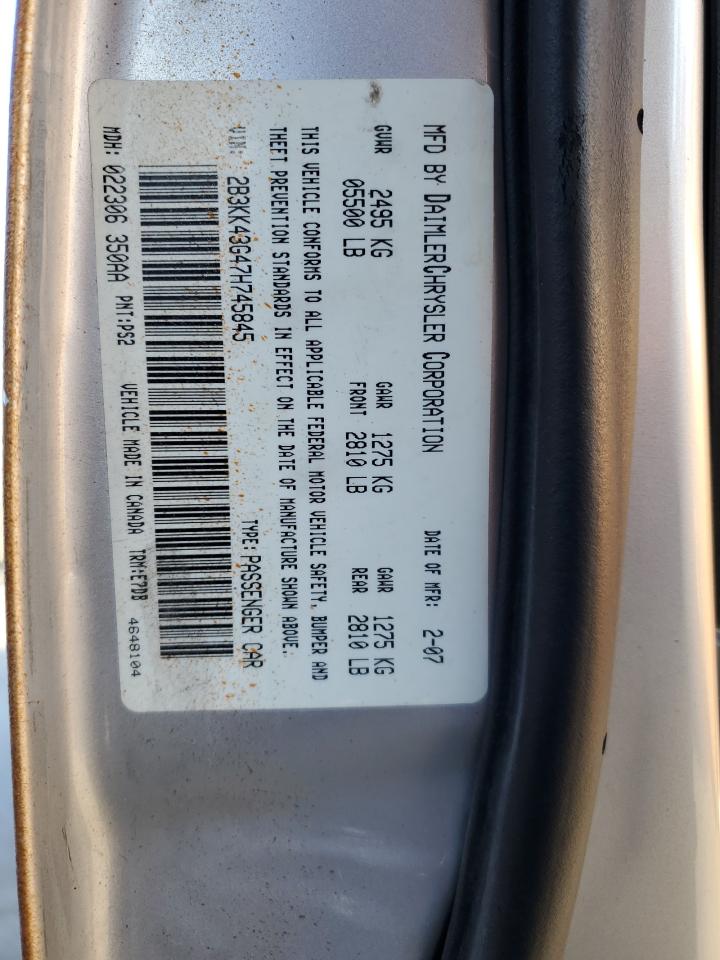 MFD BY DAIMLERCHRYSLER CORPORATION DATE OF MFR: 2-07
GVWR 2495 KG GAWR 1275 KG GAWR 1275 KG
05500 LB FRONT 2810 LB REAR 2810 LB
THIS VEHICLE CONFORMS TO ALL APPLICABLE FEDERAL MOTOR VEHICLE SAFETY, BUMPER AND
THEFT PREVENTION STANDARDS IN EFFECT ON THE DATE OF MANUFACTURE SHOWN ABOVE.
VIN: 2B3KK43G47H745845 TYPE: PASSENGER CAR
MDH: 022306 350AA PNT:PS2 VEHICLE MADE IN CANADA TRM:E7DB 4648104